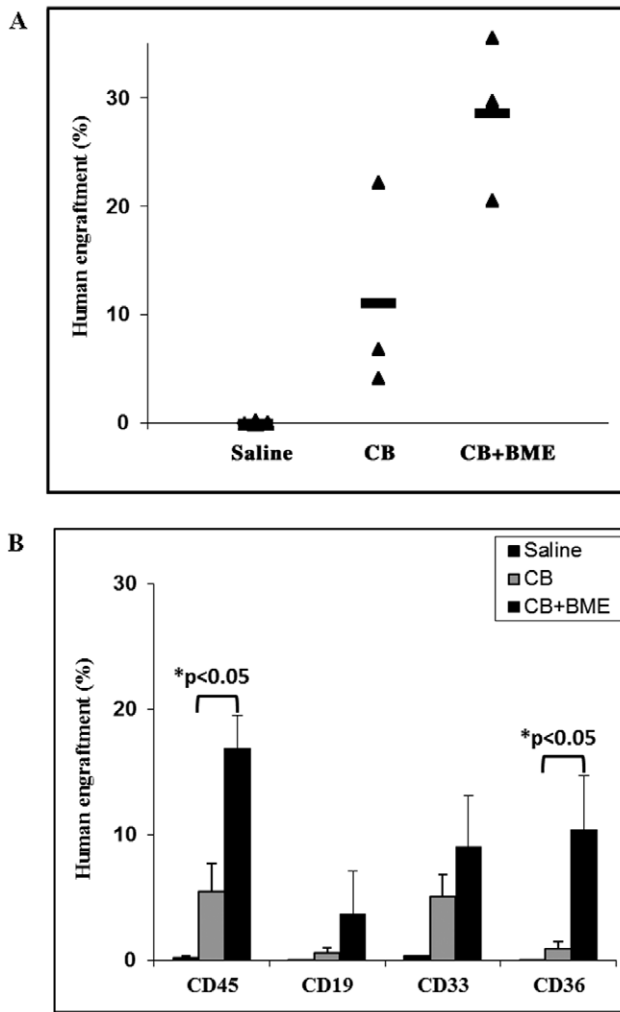 A
Human engraftment (%)
30
20
10
0
Saline CB CB+BME
B
Human engraftment (%)
30
20
10
0
Saline
CB
CB+BME
*p<0.05
*p<0.05
CD45 CD19 CD33 CD36